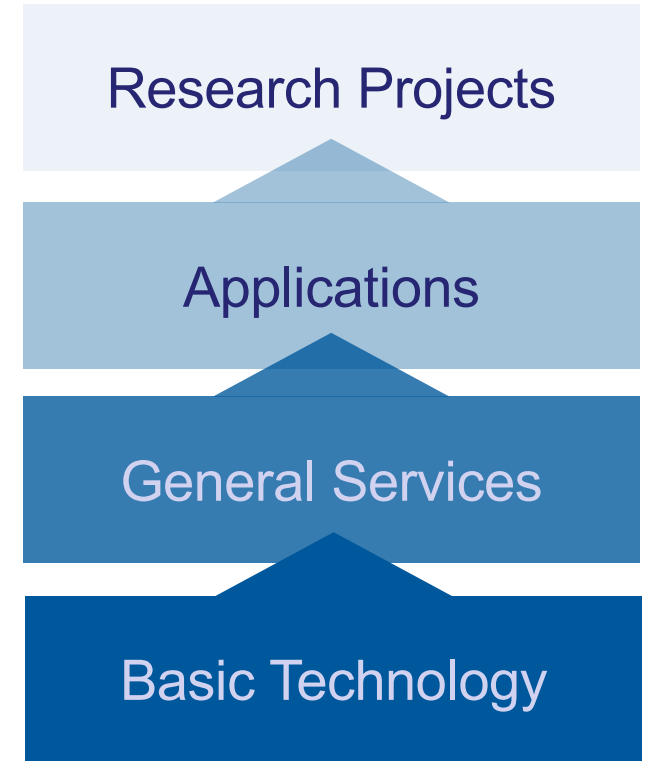 Research Projects
Applications
General Services
Basic Technology